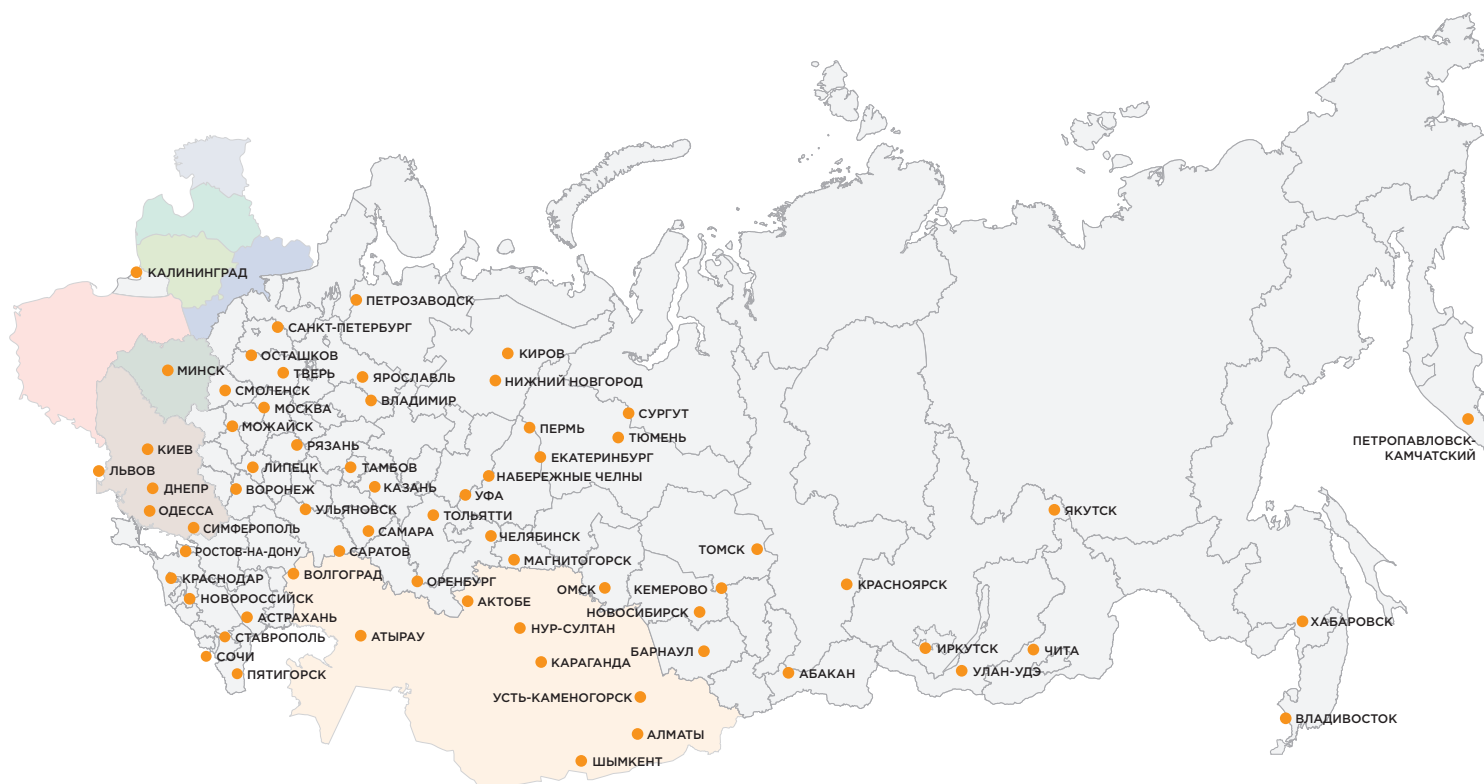 КАЛИНИНГРАД
ПЕТРОЗАВОДСК
САНКТ-ПЕТЕРБУРГ
ОСТАШКОВ
КИРОВ
МИНСК
ТВЕРЬ
ЯРОСЛАВЛЬ
НИЖНИЙ НОВГОРОД
СМОЛЕНСК
ВЛАДИМИР
МОСКВА
СУРГУТ
МОЖАЙСК
ПЕРМЬ
ТЮМЕНЬ
ПЕТРОПАВЛОВСК-
КАМЧАТСКИЙ
КИЕВ
РЯЗАНЬ
ЕКАТЕРИНБУРГ
ЛЬВОВ
ЛИПЕЦК
ТАМБОВ
НАБЕРЕЖНЫЕ ЧЕЛНЫ
ДНЕПР
ВОРОНЕЖ
КАЗАНЬ
УФА
ОДЕССА
УЛЬЯНОВСК
ТОЛЬЯТТИ
ЯКУТСК
СИМФЕРОПОЛЬ
САМАРА
ЧЕЛЯБИНСК
РОСТОВ-НА-ДОНУ
САРАТОВ
ТОМСК
МАГНИТОГОРСК
КРАСНОДАР
ВОЛГОГРАД
ОРЕНБУРГ
ОМСК
КЕМЕРОВО
КРАСНОЯРСК
НОВОРОССИЙСК
АКТОБЕ
НОВОСИБИРСК
АСТРАХАНЬ
ХАБАРОВСК
СТАВРОПОЛЬ
АТЫРАУ
НУР-СУЛТАН
СОЧИ
КАРАГАНДА
БАРНАУЛ
ИРКУТСК
ЧИТА
ПЯТИГОРСК
АБАКАН
УЛАН-УДЭ
УСТЬ-КАМЕНОГОРСК
ВЛАДИВОСТОК
АЛМАТЫ
ШЫМКЕНТ